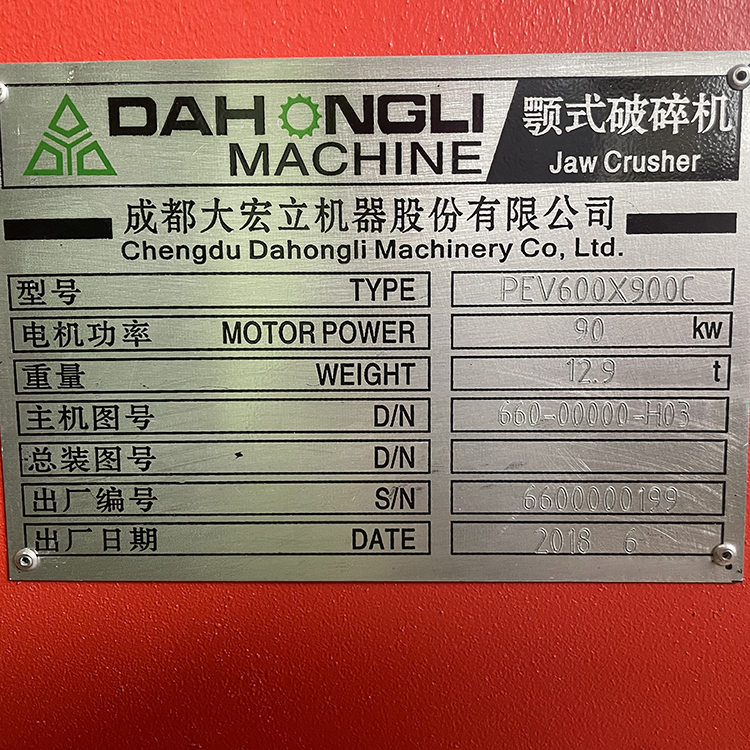 DAHONGLI
MACHINE
颚式破碎机
Jaw Crusher
成都大宏立机器股份有限公司
Chengdu Dahongli Machinery Co, Ltd.
型号 TYPE PEV600X900C
电机功率 MOTOR POWER 90 kw
重量 WEIGHT 12.9 t
主机图号 D/N 660-00000-H03
总装图号 D/N
出厂编号 S/N 6600000199
出厂日期 DATE 2018 6